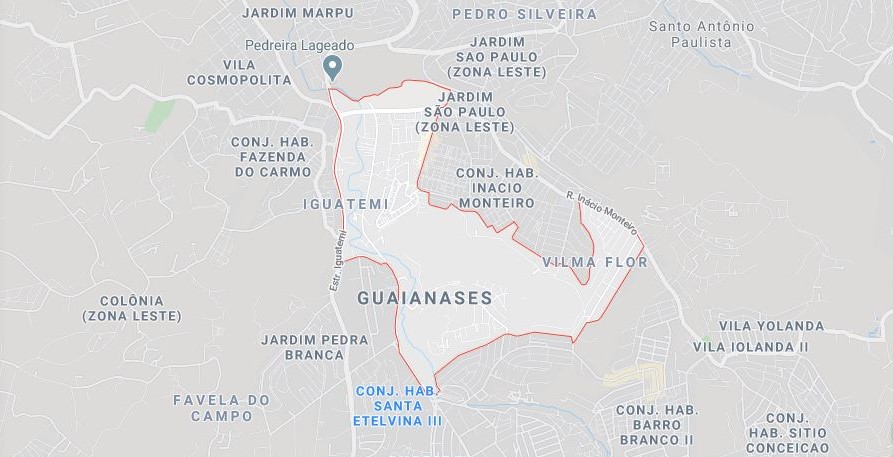 JARDIM MARPU
PEDRO SILVEIRA
Santo Antônio
Paulista
Pedreira Lageado
JARDIM
SAO PAULO
(ZONA LESTE)
VILA
COSMOPOLITA
JARDIM
SÃO PAULO
(ZONA LESTE)
CONJ. HAB.
FAZENDA
DO CARMO
CONJ. HAB.
INACIO
MONTEIRO
IGUATEMI
R. Inácio Monteiro
Estr. Iguatemi
VILMA FLOR
COLÔNIA
(ZONA LESTE)
GUAIANASES
VILA YOLANDA
VILA IOLANDA II
JARDIM PEDRA
BRANCA
FAVELA DO
CAMPO
CONJ. HAB.
SANTA
ETELVINA III
CONJ. HAB.
BARRO
BRANCO II
CONJ.
HAB. SITIO
CONCEICAO